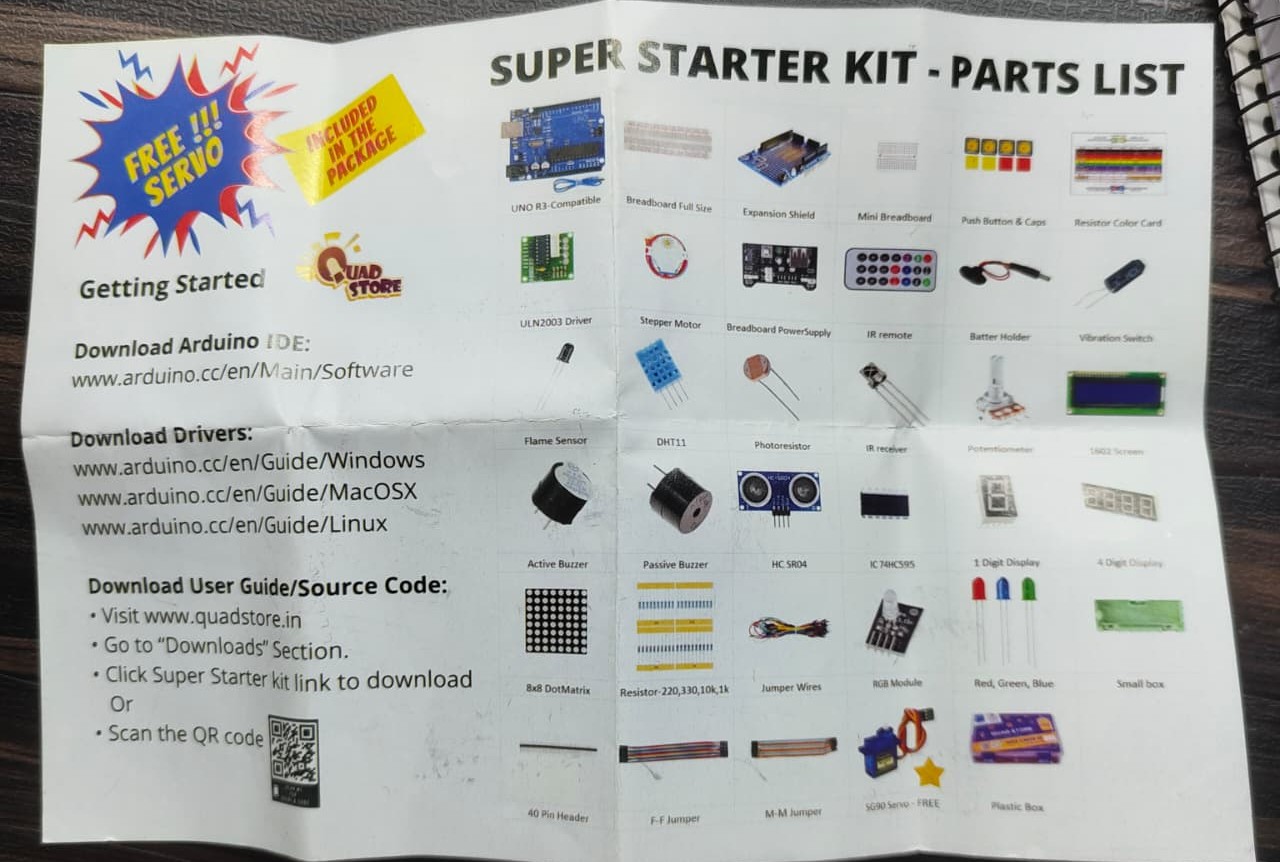 SUPER STARTER KIT - PARTS LIST
FREE !!!
SERVO
INCLUDED
IN THE
PACKAGE
QUAD
STORE
Getting Started
Download Arduino IDE:
www.arduino.cc/en/Main/Software
Download Drivers:
www.arduino.cc/en/Guide/Windows
www.arduino.cc/en/Guide/MacOSX
www.arduino.cc/en/Guide/Linux
Download User Guide/Source Code:
• Visit www.quadstore.in
• Go to “Downloads” Section.
• Click Super Starter kit link to download
Or
• Scan the QR code
UNO R3-Compatible
Breadboard Full Size
Expansion Shield
Mini Breadboard
Push Button & Caps
Resistor Color Card
ULN2003 Driver
Stepper Motor
Breadboard PowerSupply
IR remote
Batter Holder
Vibration Switch
Flame Sensor
DHT11
Photoresistor
IR receiver
Potentiometer
1602 Screen
HC-SR04
Active Buzzer
Passive Buzzer
HC SR04
IC 74HC595
1 Digit Display
4 Digit Display
8x8 DotMatrix
Resistor-220,330,10k,1k
Jumper Wires
RGB Module
Red, Green, Blue
Small box
QUAD STORE
40 Pin Header
F-F Jumper
M-M Jumper
SG90 Servo - FREE
Plastic Box